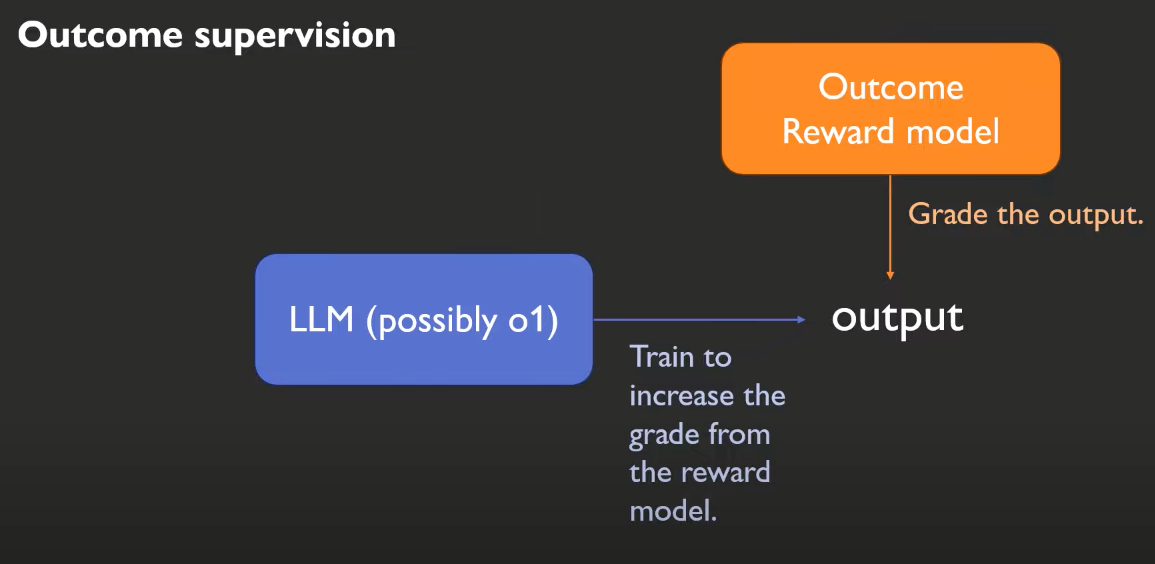 Outcome supervision
Outcome
Reward model
Grade the output.
LLM (possibly o1)
output
Train to
increase the
grade from
the reward
model.